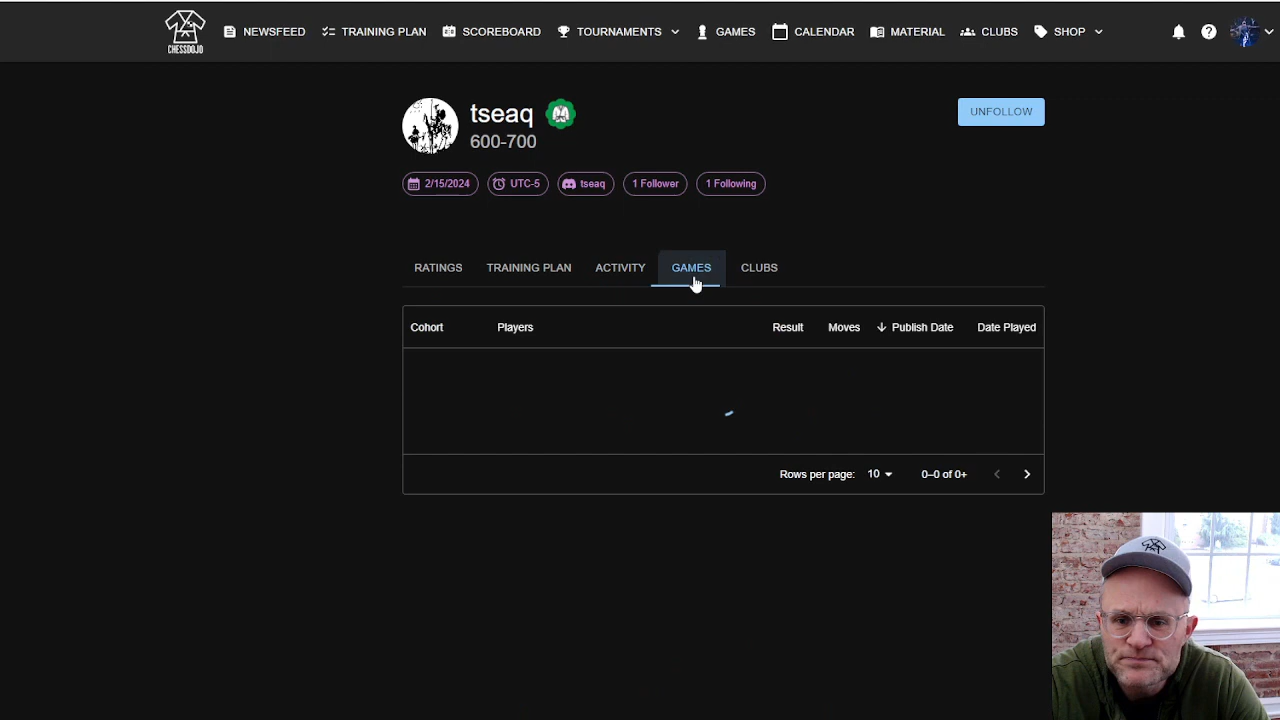 CHESSDOJO
NEWSFEED TRAINING PLAN SCOREBOARD TOURNAMENTS GAMES CALENDAR MATERIAL CLUBS SHOP
tseaq
600-700
UNFOLLOW
2/15/2024 UTC-5 tseaq 1 Follower 1 Following
RATINGS TRAINING PLAN ACTIVITY GAMES CLUBS
Cohort Players Result Moves Publish Date Date Played
Rows per page: 10 0–0 of 0+